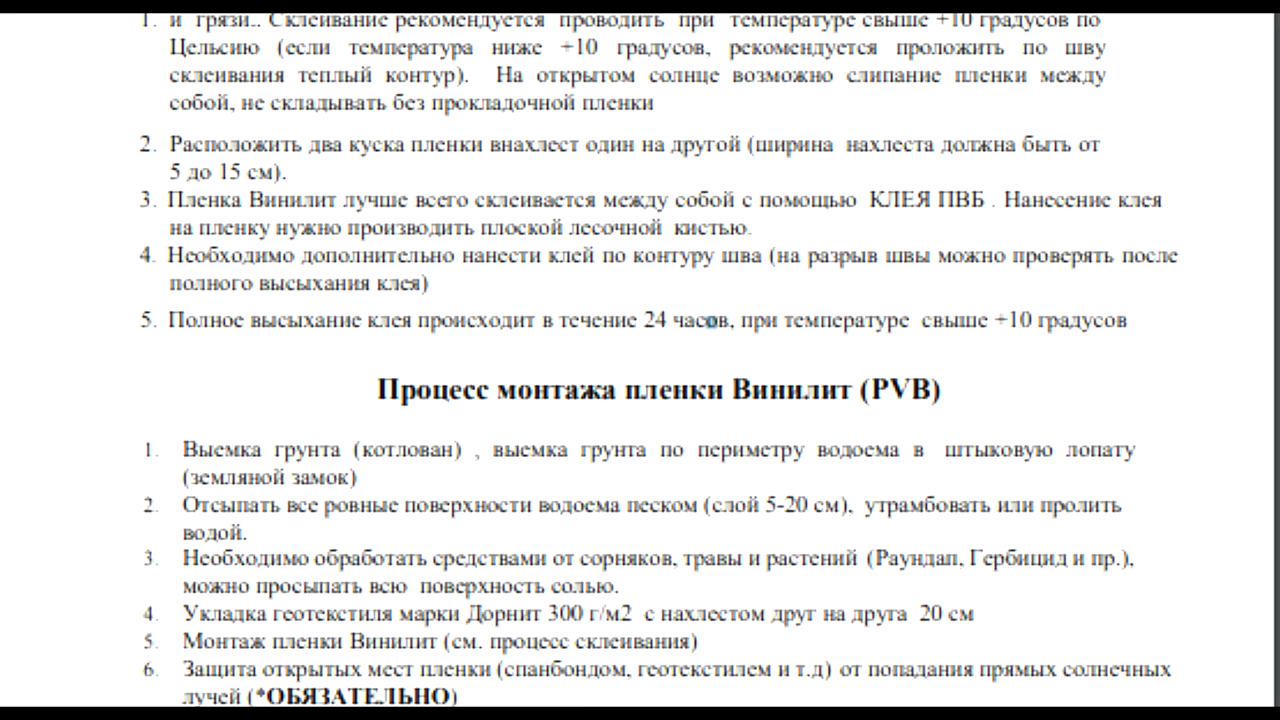 1. и грязи.. Склеивание рекомендуется проводить при температуре свыше +10 градусов по
Цельсию (если температура ниже +10 градусов, рекомендуется проложить по шву
склеивания теплый контур). На открытом солнце возможно слипание пленки между
собой, не складывать без прокладочной пленки
2. Расположить два куска пленки внахлест один на другой (ширина нахлеста должна быть от
5 до 15 см).
3. Пленка Винилит лучше всего склеивается между собой с помощью КЛЕЯ ПВБ . Нанесение клея
на пленку нужно производить плоской лесочной кистью.
4. Необходимо дополнительно нанести клей по контуру шва (на разрыв швы можно проверять после
полного высыхания клея)
5. Полное высыхание клея происходит в течение 24 часов, при температуре свыше +10 градусов
Процесс монтажа пленки Винилит (PVB)
1. Выемка грунта (котлован) , выемка грунта по периметру водоема в штыковую лопату
(земляной замок)
2. Отсыпать все ровные поверхности водоема песком (слой 5-20 см), утрамбовать или пролить
водой.
3. Необходимо обработать средствами от сорняков, травы и растений (Раундап, Гербицид и пр.),
можно просыпать всю поверхность солью.
4. Укладка геотекстиля марки Дорнит 300 г/м2 с нахлестом друг на друга 20 см
5. Монтаж пленки Винилит (см. процесс склеивания)
6. Защита открытых мест пленки (спанбондом, геотекстилем и т.д) от попадания прямых солнечных
лучей (*ОБЯЗАТЕЛЬНО)